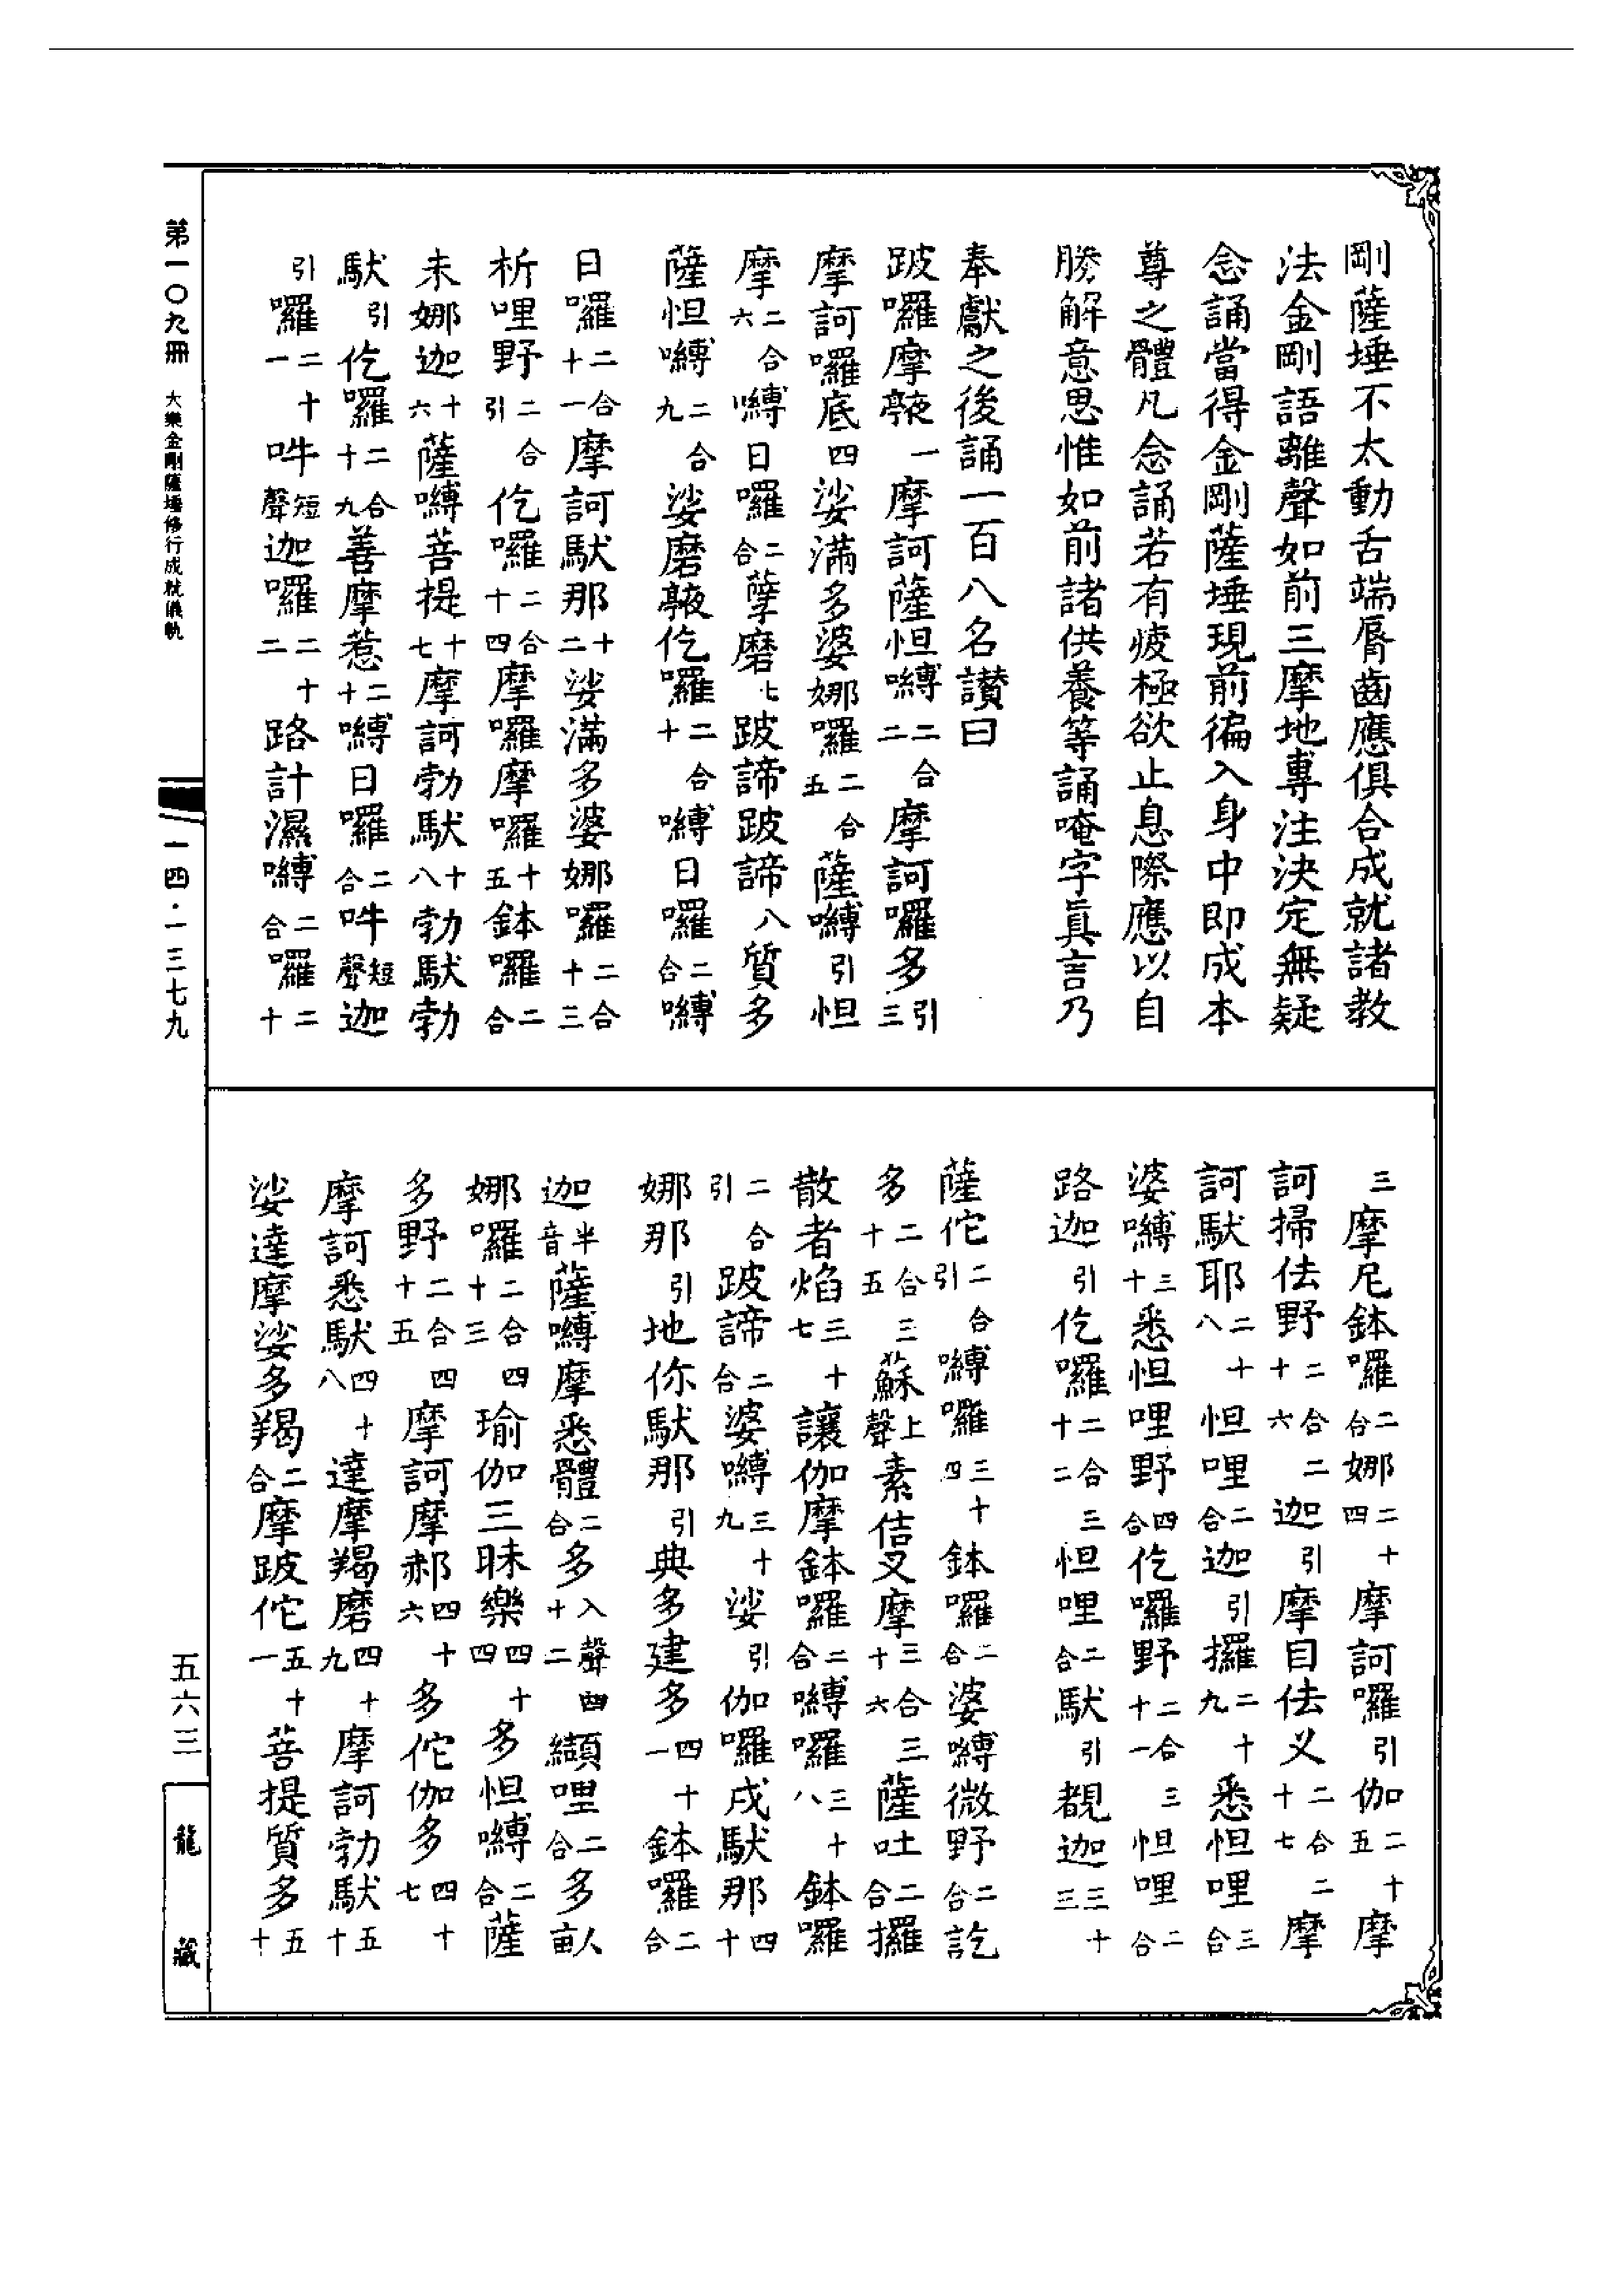 剛薩埵不太動舌端脣齒應俱合成就諸教
法金剛語離聲如前三摩地專注決定無疑
念誦當得金剛薩埵現前徧入身中即成本
尊之體凡念誦若有疲極欲止息際應以自
勝解意思惟如前諸供養等誦唵字真言乃
奉獻之後誦一百八名讚曰
跛囉摩一摩訶薩怛嚩二合二摩訶囉多引三
摩訶囉底四娑滿多婆娜囉二合五薩嚩引怛
摩二合六嚩日囉二合孽磨七跛諦跛諦八質多
薩怛嚩二合九娑磨仡囉二合十嚩日囉二合嚩
日囉二合十一摩訶馱那十二娑滿多婆娜囉二合十三
析哩野二合引仡囉二合十四摩囉摩囉十五鉢囉二合
末娜迦十六薩嚩菩提十七摩訶勃馱十八勃馱勃
馱引仡囉二合十九善摩惹二十嚩日囉二合吽短聲迦
引囉二十一吽短聲迦囉二十二路計濕嚩二合囉二十
三摩尼鉢囉二合娜二十四摩訶囉引伽二十五摩
訶掃佉野二合二十六迦引摩目佉义二合二十七摩
訶馱耶二十八怛哩二合迦引攞二十九悉怛哩三合
婆嚩三十悉怛哩野四合仡囉野二合三十一怛哩二合
路迦引仡囉二合三十二怛哩二合馱引覩迦三十三
薩佗二合引嚩囉三十四鉢囉二合婆嚩微野二合訖
多二合三十五蘇上聲素佶叉摩三合三十六薩吐二合攞
散者焰三十七讓伽摩鉢囉二合嚩囉三十八鉢囉
二合引跛諦二合婆嚩三十九娑引伽囉戍馱那四十
娜那引地你馱那引典多建多四十一鉢囉二合
迦半音薩嚩摩悉體二合多入聲四十二纈哩二合多畝
娜囉二合四十三瑜伽三昧樂四十四多怛嚩二合薩
多野二合四十五摩訶摩郝四十六多佗伽多四十七
摩訶悉馱四十八達摩羯磨四十九摩訶勃馱五十
娑達摩娑多羯二合摩跛佗五十一菩提質多五十
第一〇九冊 大樂金剛薩埵修行成就儀軌
一四·一三七九
五六三
龍藏